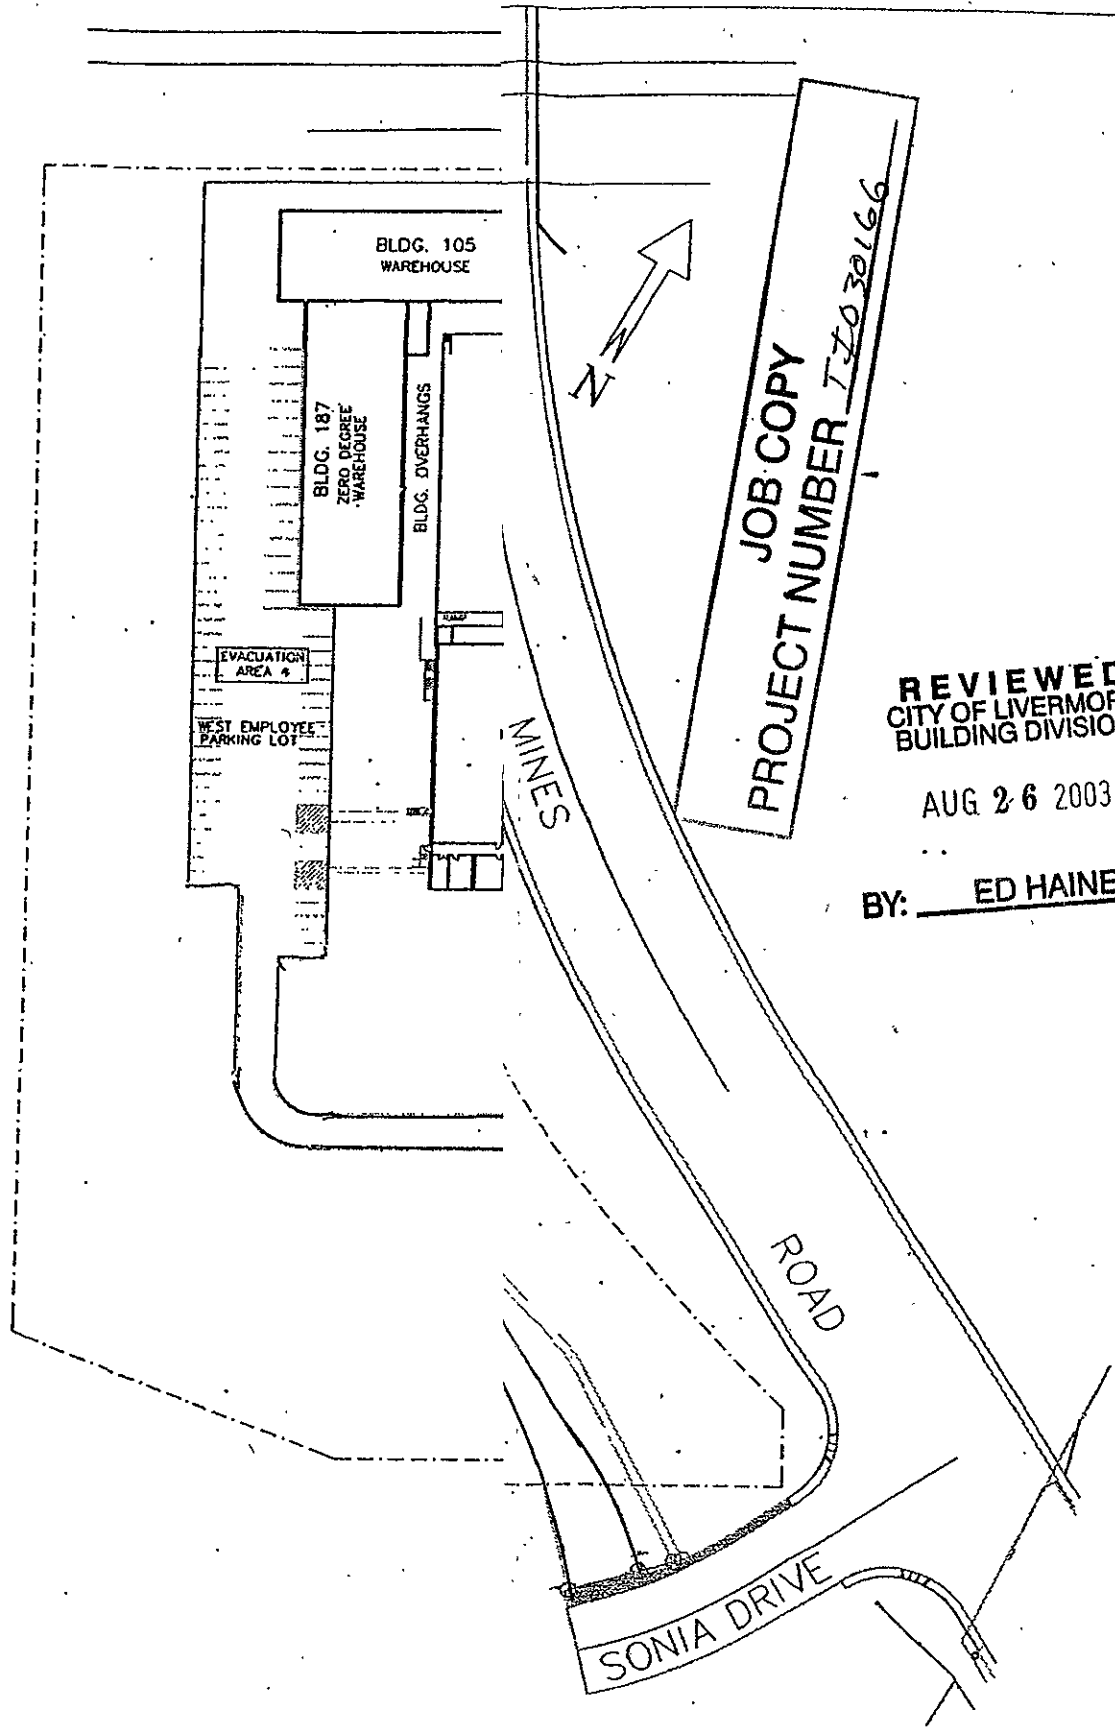 BLDG. 105
WAREHOUSE
BLDG. 187
ZERO DEGREE
WAREHOUSE
BLDG. OVERHANGS
EVACUATION
AREA 4
WEST EMPLOYEE
PARKING LOT
N
MINES
ROAD
SONIA DRIVE
JOB COPY
PROJECT NUMBER
REVIEWED
CITY OF LIVERMOR
BUILDING DIVISIO
AUG 26 2003
BY: ED HAINE